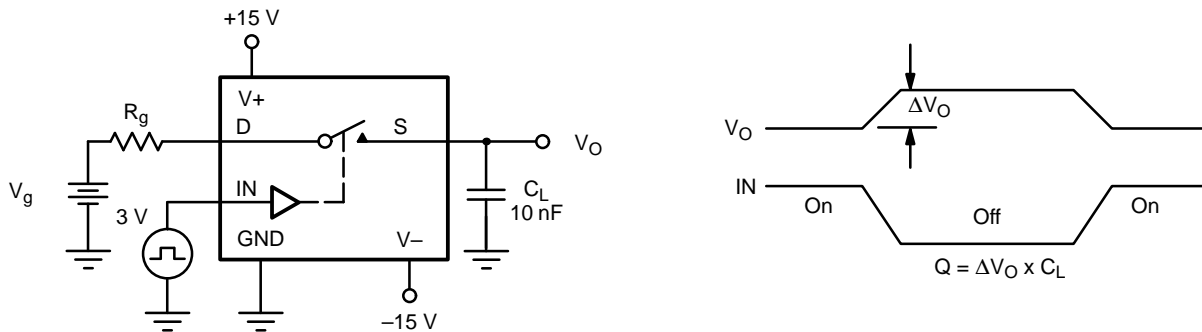 +15 V
V+
Rg
D
S
VO
Vg
IN
3 V
CL
10 nF
GND
V–
–15 V
ΔVO
VO
IN
On
Off
On
Q = ΔVO x CL